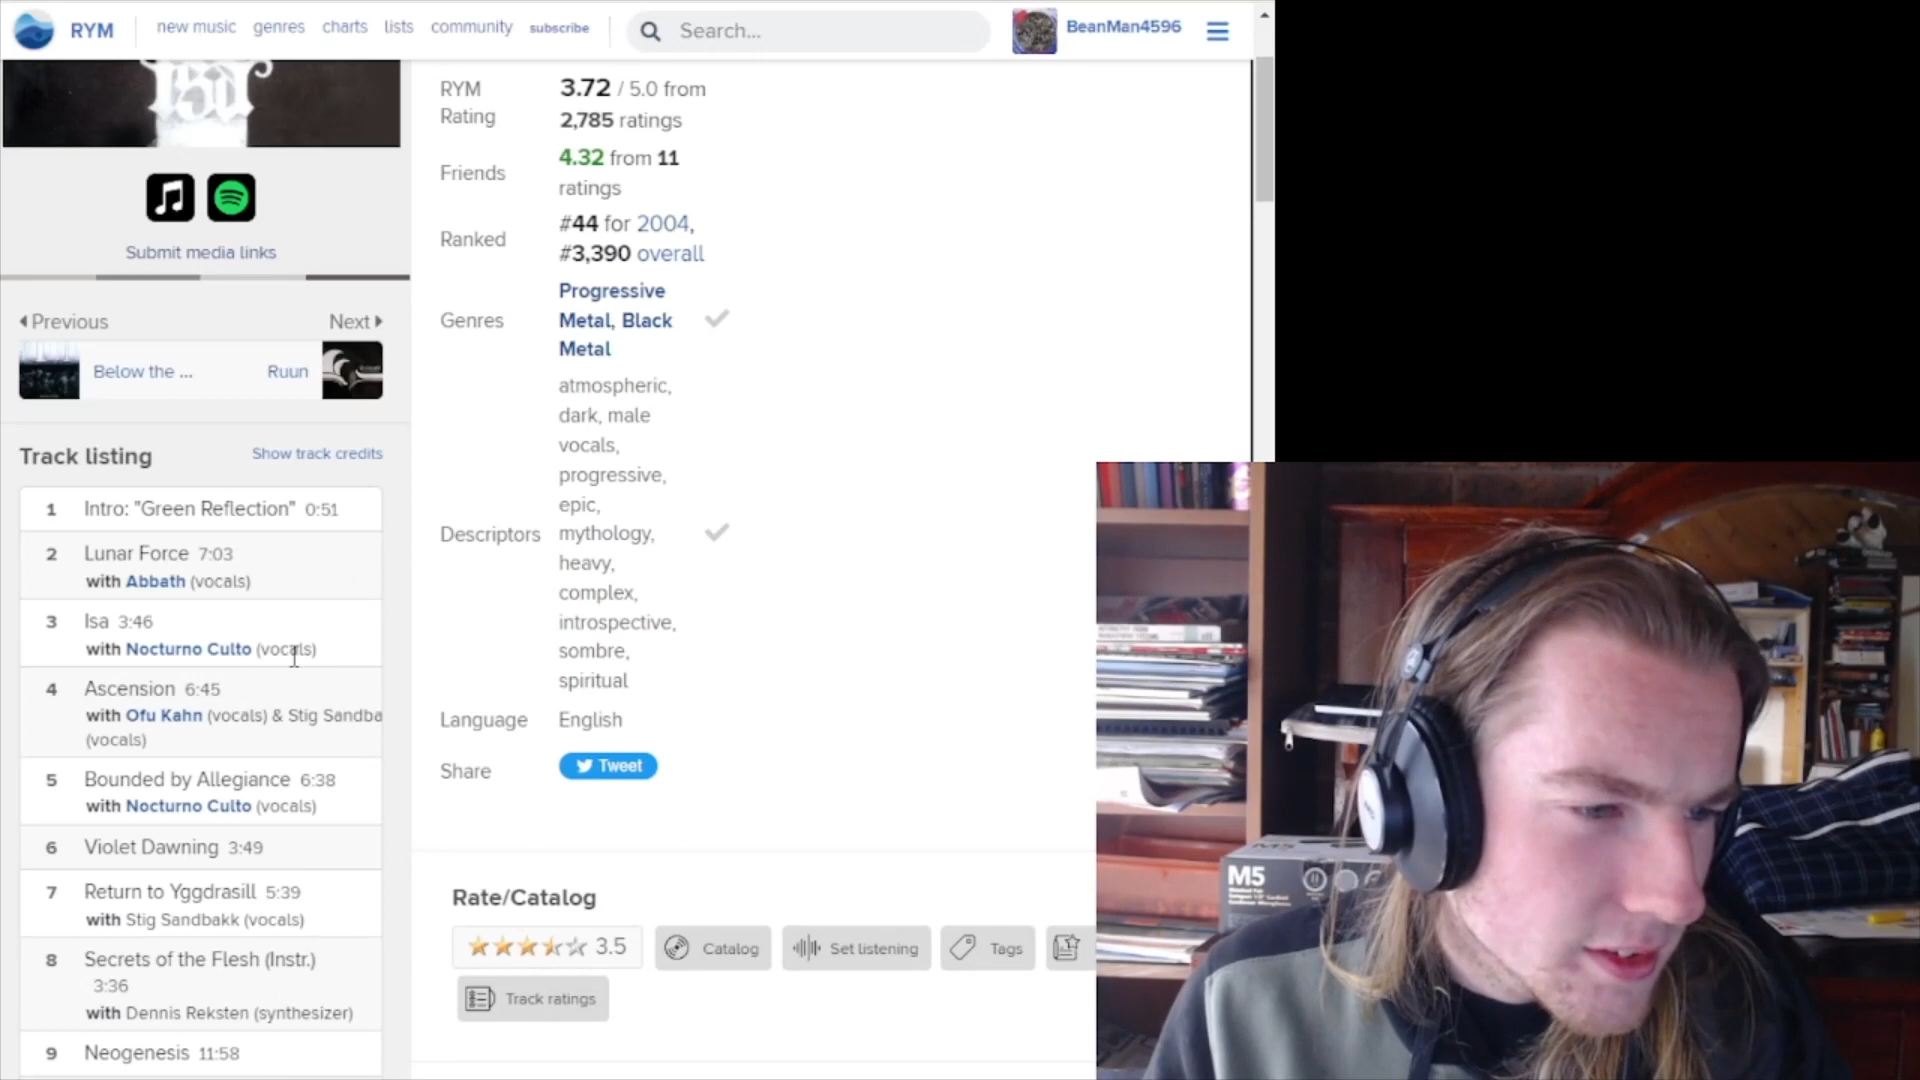 RYM
new music genres charts lists community subscribe
Search...
BeanMan4596
Isa
Submit media links
Previous
Next
Below the ...
Ruun
Track listing
Show track credits
1 Intro: "Green Reflection" 0:51
2 Lunar Force 7:03
with Abbath (vocals)
3 Isa 3:46
with Nocturno Culto (vocals)
4 Ascension 6:45
with Ofu Kahn (vocals) & Stig Sandba
(vocals)
5 Bounded by Allegiance 6:38
with Nocturno Culto (vocals)
6 Violet Dawning 3:49
7 Return to Yggdrasill 5:39
with Stig Sandbakk (vocals)
8 Secrets of the Flesh (Instr.)
3:36
with Dennis Reksten (synthesizer)
9 Neogenesis 11:58
RYM
Rating
3.72 / 5.0 from
2,785 ratings
Friends
4.32 from 11
ratings
Ranked
#44 for 2004,
#3,390 overall
Genres
Progressive
Metal, Black
Metal
Descriptors
atmospheric,
dark, male
vocals,
progressive,
epic,
mythology,
heavy,
complex,
introspective,
sombre,
spiritual
Language
English
Share
Tweet
Rate/Catalog
3.5
Catalog
Set listening
Tags
Track ratings
M5